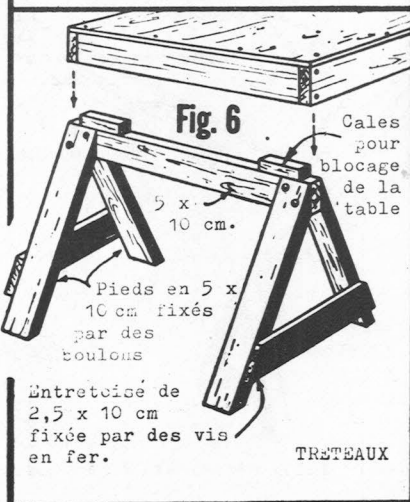 Fig. 6
Cales
pour
blocage
de la
table
5 x
10 cm.
Pieds en 5 x
10 cm fixés
par des
boulons
Entretoisé de
2,5 x 10 cm
fixée par des vis
en fer.
TRETEAUX